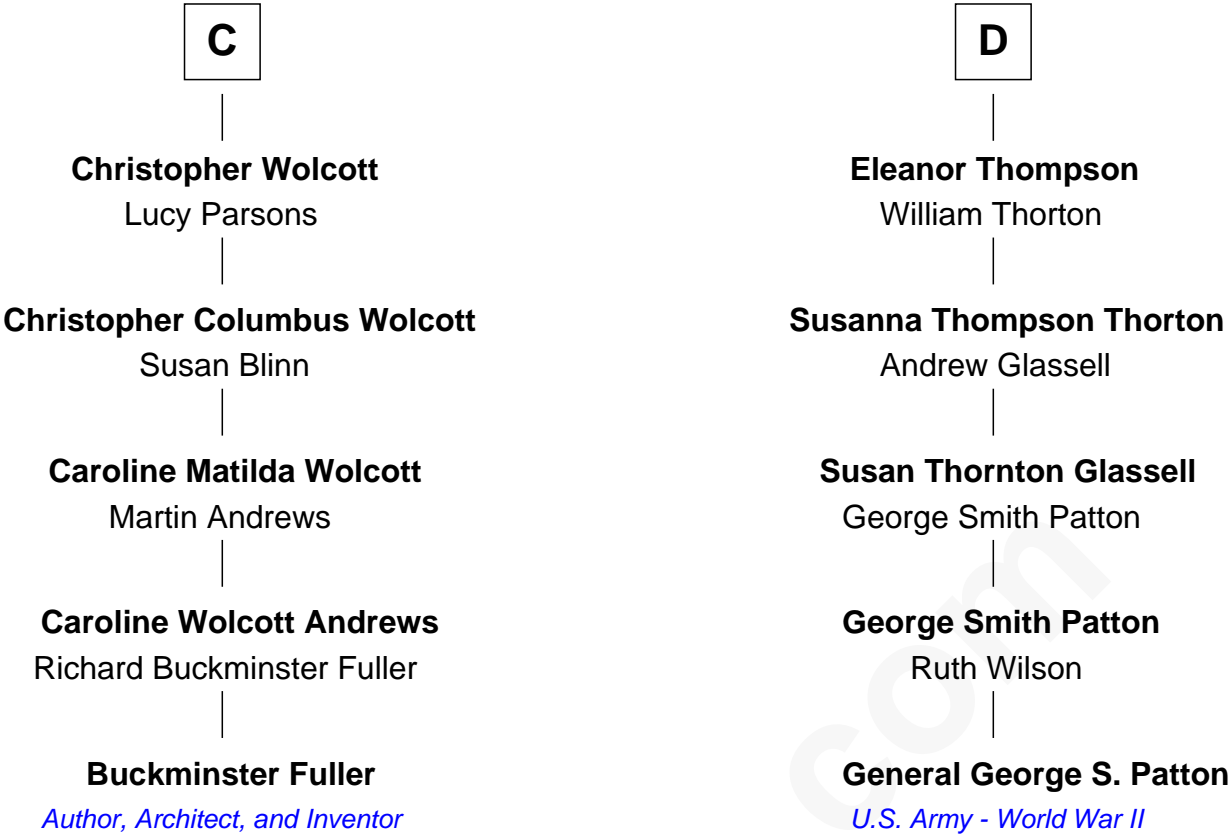 C
Christopher Wolcott
Lucy Parsons
Christopher Columbus Wolcott
Susan Blinn
Caroline Matilda Wolcott
Martin Andrews
Caroline Wolcott Andrews
Richard Buckminster Fuller
Buckminster Fuller
Author, Architect, and Inventor
D
Eleanor Thompson
William Thorton
Susanna Thompson Thorton
Andrew Glassell
Susan Thornton Glassell
George Smith Patton
George Smith Patton
Ruth Wilson
General George S. Patton
U.S. Army - World War II
com